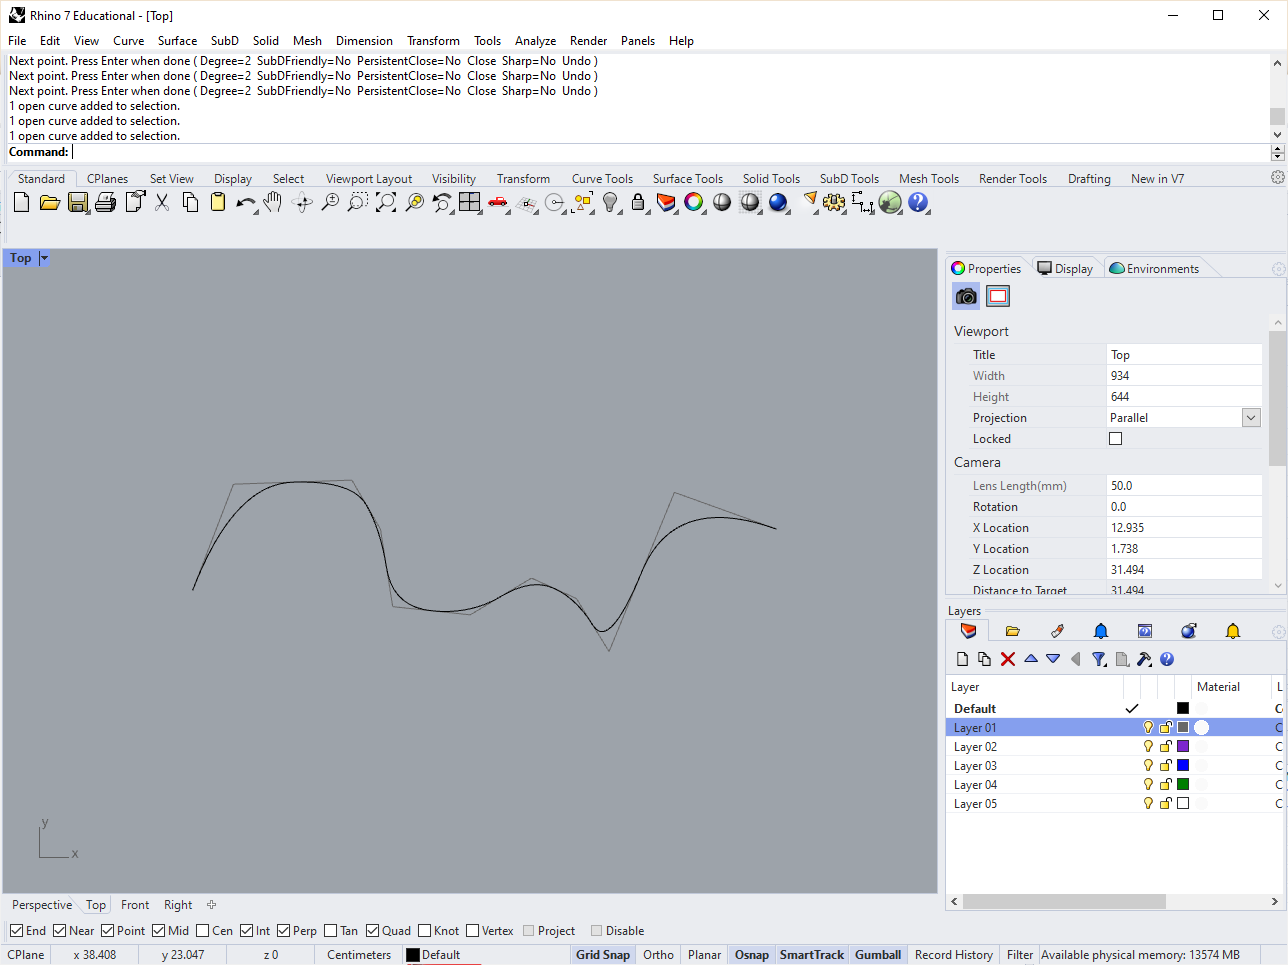 Rhino 7 Educational - [Top]
File Edit View Curve Surface SubD Solid Mesh Dimension Transform Tools Analyze Render Panels Help
Next point. Press Enter when done ( Degree=2 SubDFriendly=No PersistentClose=No Close Sharp=No Undo )
Next point. Press Enter when done ( Degree=2 SubDFriendly=No PersistentClose=No Close Sharp=No Undo )
Next point. Press Enter when done ( Degree=2 SubDFriendly=No PersistentClose=No Close Sharp=No Undo )
1 open curve added to selection.
1 open curve added to selection.
1 open curve added to selection.
Command:
Standard CPlanes Set View Display Select Viewport Layout Visibility Transform Curve Tools Surface Tools Solid Tools SubD Tools Mesh Tools Render Tools Drafting New in V7
Top
Properties Display Environments
Viewport
Title Top
Width 934
Height 644
Projection Parallel
Locked
Camera
Lens Length(mm) 50.0
Rotation 0.0
X Location 12.935
Y Location 1.738
Z Location 31.494
Distance to Target 31.494
Layers
Layer Material L
Default C
Layer 01 C
Layer 02 C
Layer 03 C
Layer 04 C
Layer 05 C
y
x
Perspective Top Front Right
End Near Point Mid Cen Int Perp Tan Quad Knot Vertex Project Disable
CPlane x 38.408 y 23.047 z 0 Centimeters Default Grid Snap Ortho Planar Osnap SmartTrack Gumball Record History Filter Available physical memory: 13574 MB